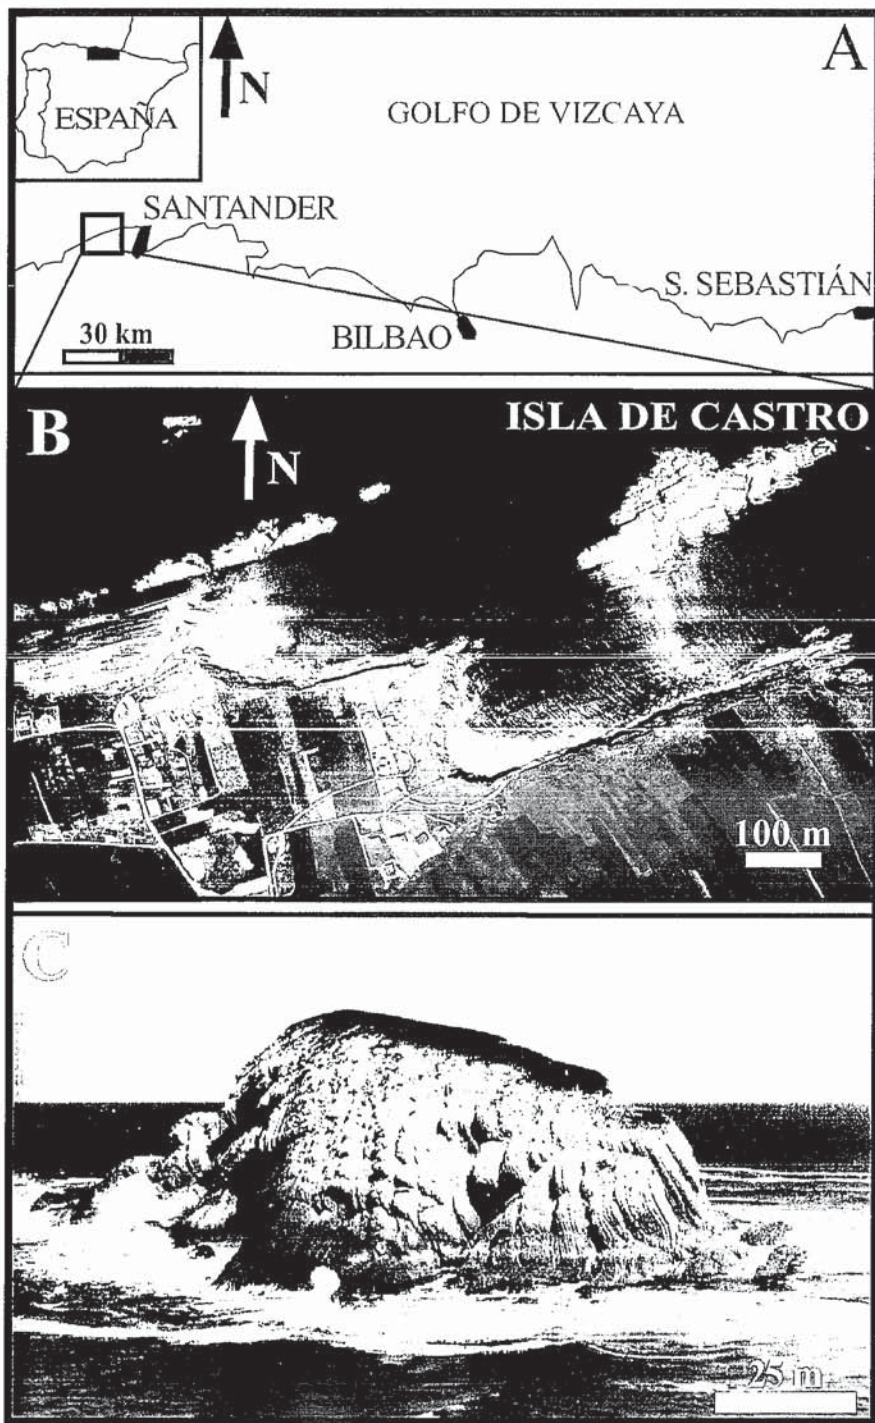 A
N
ESPAÑA
GOLFO DE VIZCAYA
SANTANDER
S. SEBASTIÁN
30 km
BILBAO
B
ISLA DE CASTRO
N
100 m
C
25 m